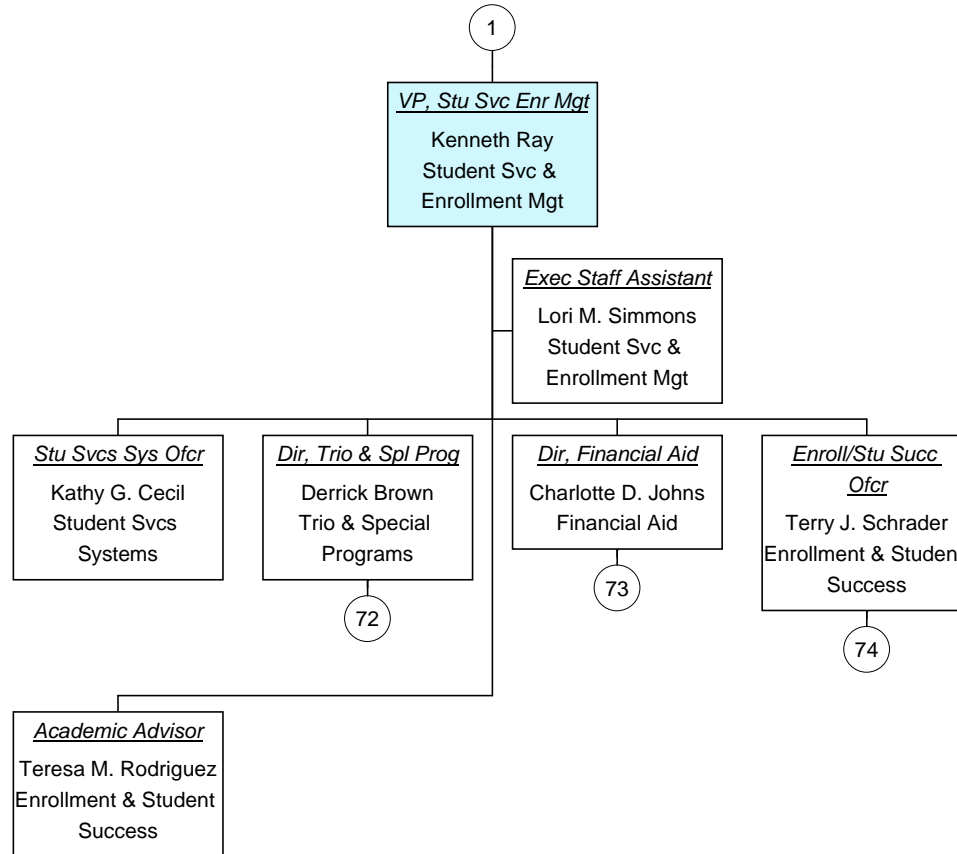 1
VP, Stu Svc Enr Mgt
Kenneth Ray
Student Svc &
Enrollment Mgt
Exec Staff Assistant
Lori M. Simmons
Student Svc &
Enrollment Mgt
Stu Svcs Sys Ofcr
Kathy G. Cecil
Student Svcs
Systems
Dir, Trio & Spl Prog
Derrick Brown
Trio & Special
Programs
72
Dir, Financial Aid
Charlotte D. Johns
Financial Aid
73
Enroll/Stu Succ
Ofcr
Terry J. Schrader
Enrollment & Studen
Success
74
Academic Advisor
Teresa M. Rodriguez
Enrollment & Student
Success